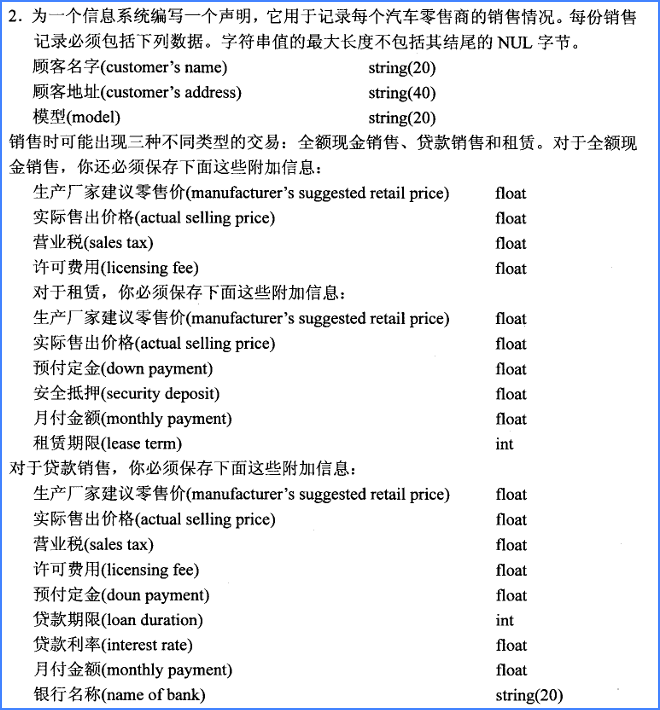 2．为一个信息系统编写一个声明，它用于记录每个汽车零售商的销售情况。每份销售
记录必须包括下列数据。字符串值的最大长度不包括其结尾的 NUL 字节。
顾客名字(customer's name) string(20)
顾客地址(customer's address) string(40)
模型(model) string(20)
销售时可能出现三种不同类型的交易：全额现金销售、贷款销售和租赁。对于全额现
金销售，你还必须保存下面这些附加信息：
生产厂家建议零售价(manufacturer's suggested retail price) float
实际售出价格(actual selling price) float
营业税(sales tax) float
许可费用(licensing fee) float
对于租赁，你必须保存下面这些附加信息：
生产厂家建议零售价(manufacturer's suggested retail price) float
实际售出价格(actual selling price) float
预付定金(down payment) float
安全抵押(security deposit) float
月付金额(monthly payment) float
租赁期限(lease term) int
对于贷款销售，你必须保存下面这些附加信息：
生产厂家建议零售价(manufacturer's suggested retail price) float
实际售出价格(actual selling price) float
营业税(sales tax) float
许可费用(licensing fee) float
预付定金(doun payment) float
贷款期限(loan duration) int
贷款利率(interest rate) float
月付金额(monthly payment) float
银行名称(name of bank) string(20)